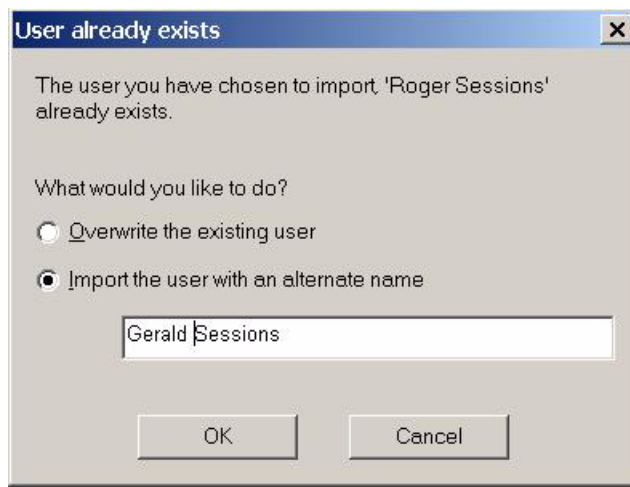 User already exists
The user you have chosen to import, 'Roger Sessions'
already exists.
What would you like to do?
Overwrite the existing user
Import the user with an alternate name
Gerald Sessions
OK Cancel